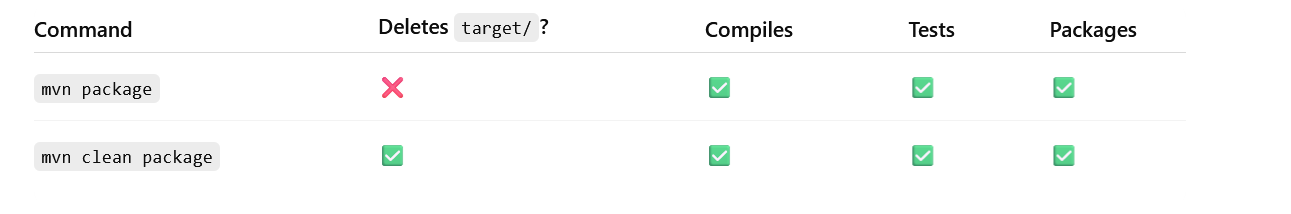 Command Deletes target/? Compiles Tests Packages
mvn package ❌ ✅ ✅ ✅
mvn clean package ✅ ✅ ✅ ✅